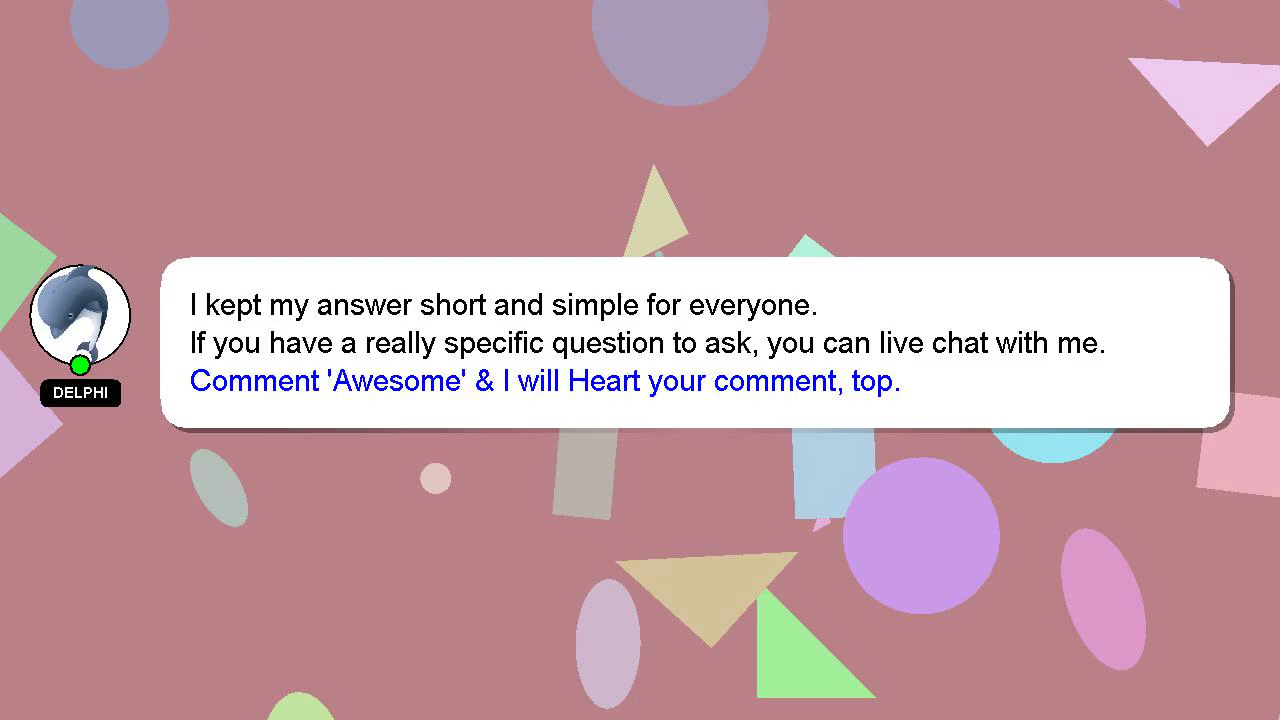 I kept my answer short and simple for everyone.
If you have a really specific question to ask, you can live chat with me.
Comment 'Awesome' & I will Heart your comment, top.
DELPHI